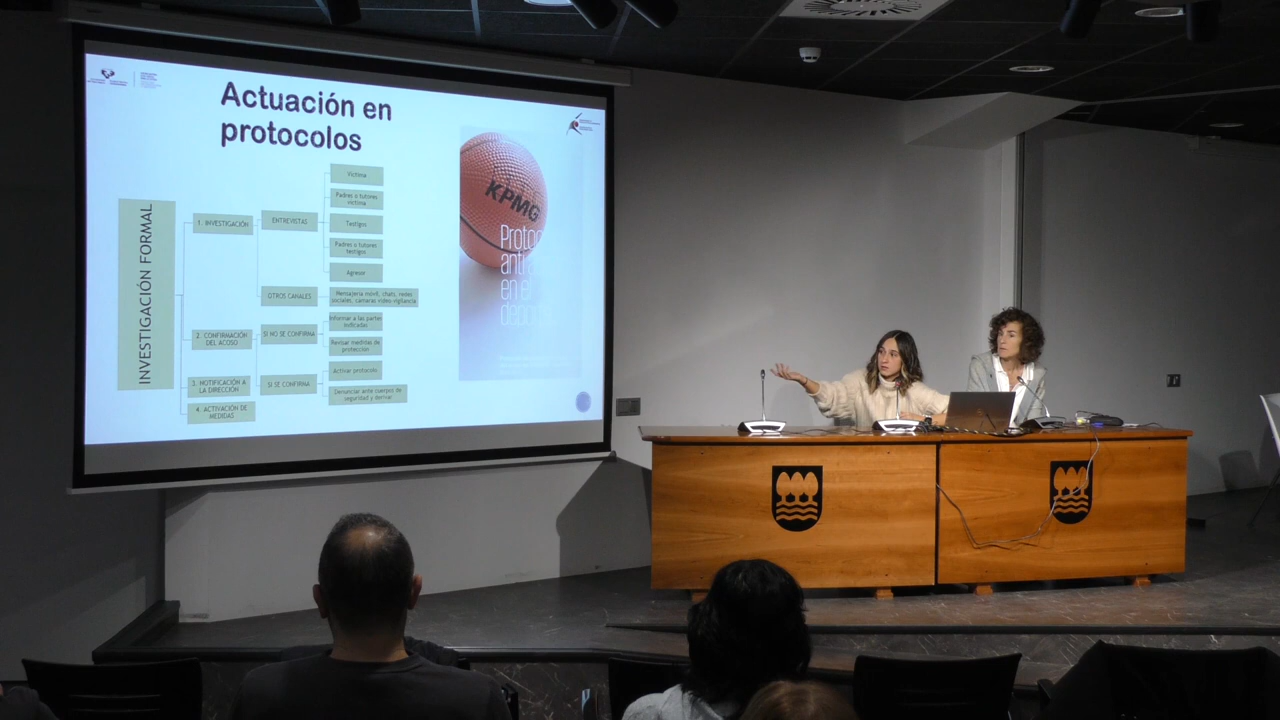 Actuación en
protocolos
INVESTIGACIÓN FORMAL
1. INVESTIGACIÓN
ENTREVISTAS
Víctima
Padres o tutores
víctima
Testigos
Padres o tutores
testigos
Agresor
OTROS CANALES
Mensajería móvil, chats, redes
sociales, cámaras video-vigilancia
2. CONFIRMACIÓN
DEL ACOSO
SI NO SE CONFIRMA
Informar a las partes
indicadas
Revisar medidas de
protección
SI SE CONFIRMA
Activar protocolo
Denunciar ante cuerpos de
seguridad y derivar
3. NOTIFICACIÓN A
LA DIRECCIÓN
4. ACTIVACIÓN DE
MEDIDAS
KPMG